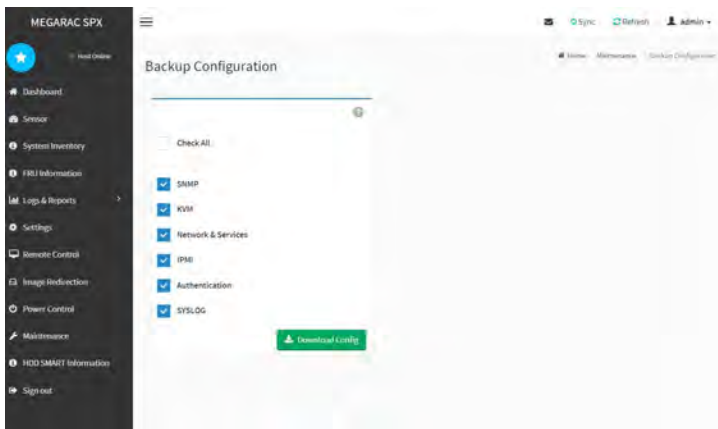 MEGARAC SPX
Sync
Refresh
admin
Host Online
Home
Maintenance
Backup Configuration
Backup Configuration
Dashboard
Sensor
System Inventory
FRU Information
Logs & Reports
Settings
Remote Control
Image Redirection
Power Control
Maintenance
HDD SMART Information
Sign out
Check All
SNMP
KVM
Network & Services
IPMI
Authentication
SYSLOG
Download Config